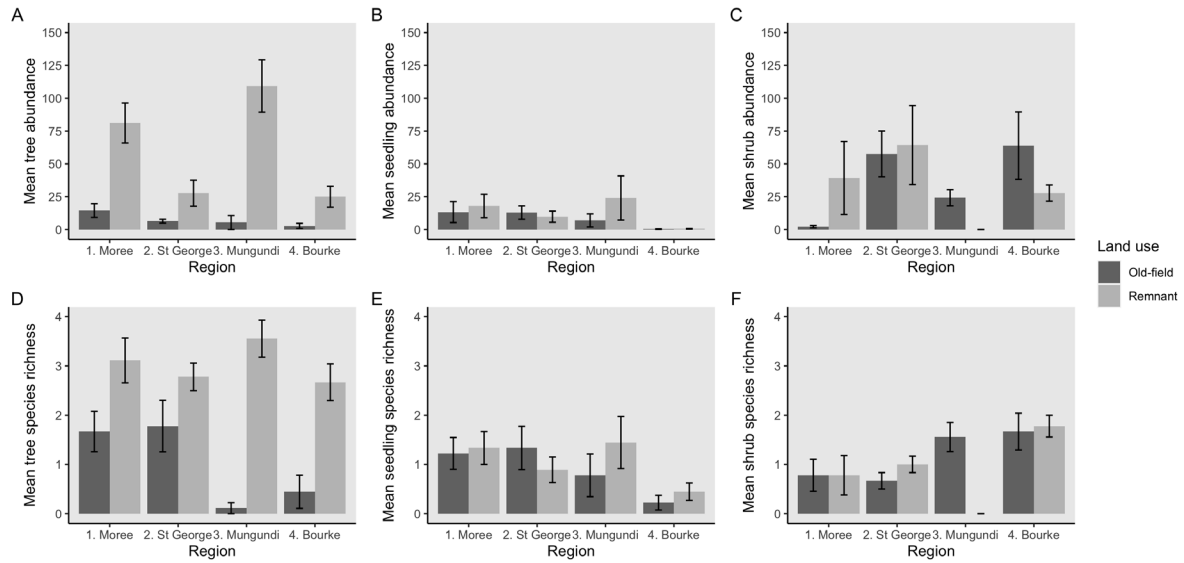 A
Mean tree abundance
150
125
100
75
50
25
0
1. Moree 2. St George 3. Mungundi 4. Bourke
Region
B
Mean seedling abundance
150
125
100
75
50
25
0
1. Moree 2. St George 3. Mungundi 4. Bourke
Region
C
Mean shrub abundance
150
125
100
75
50
25
0
1. Moree 2. St George 3. Mungundi 4. Bourke
Region
Land use
Old-field
Remnant
D
Mean tree species richness
4
3
2
1
0
1. Moree 2. St George 3. Mungundi 4. Bourke
Region
E
Mean seedling species richness
4
3
2
1
0
1. Moree 2. St George 3. Mungundi 4. Bourke
Region
F
Mean shrub species richness
4
3
2
1
0
1. Moree 2. St George 3. Mungundi 4. Bourke
Region